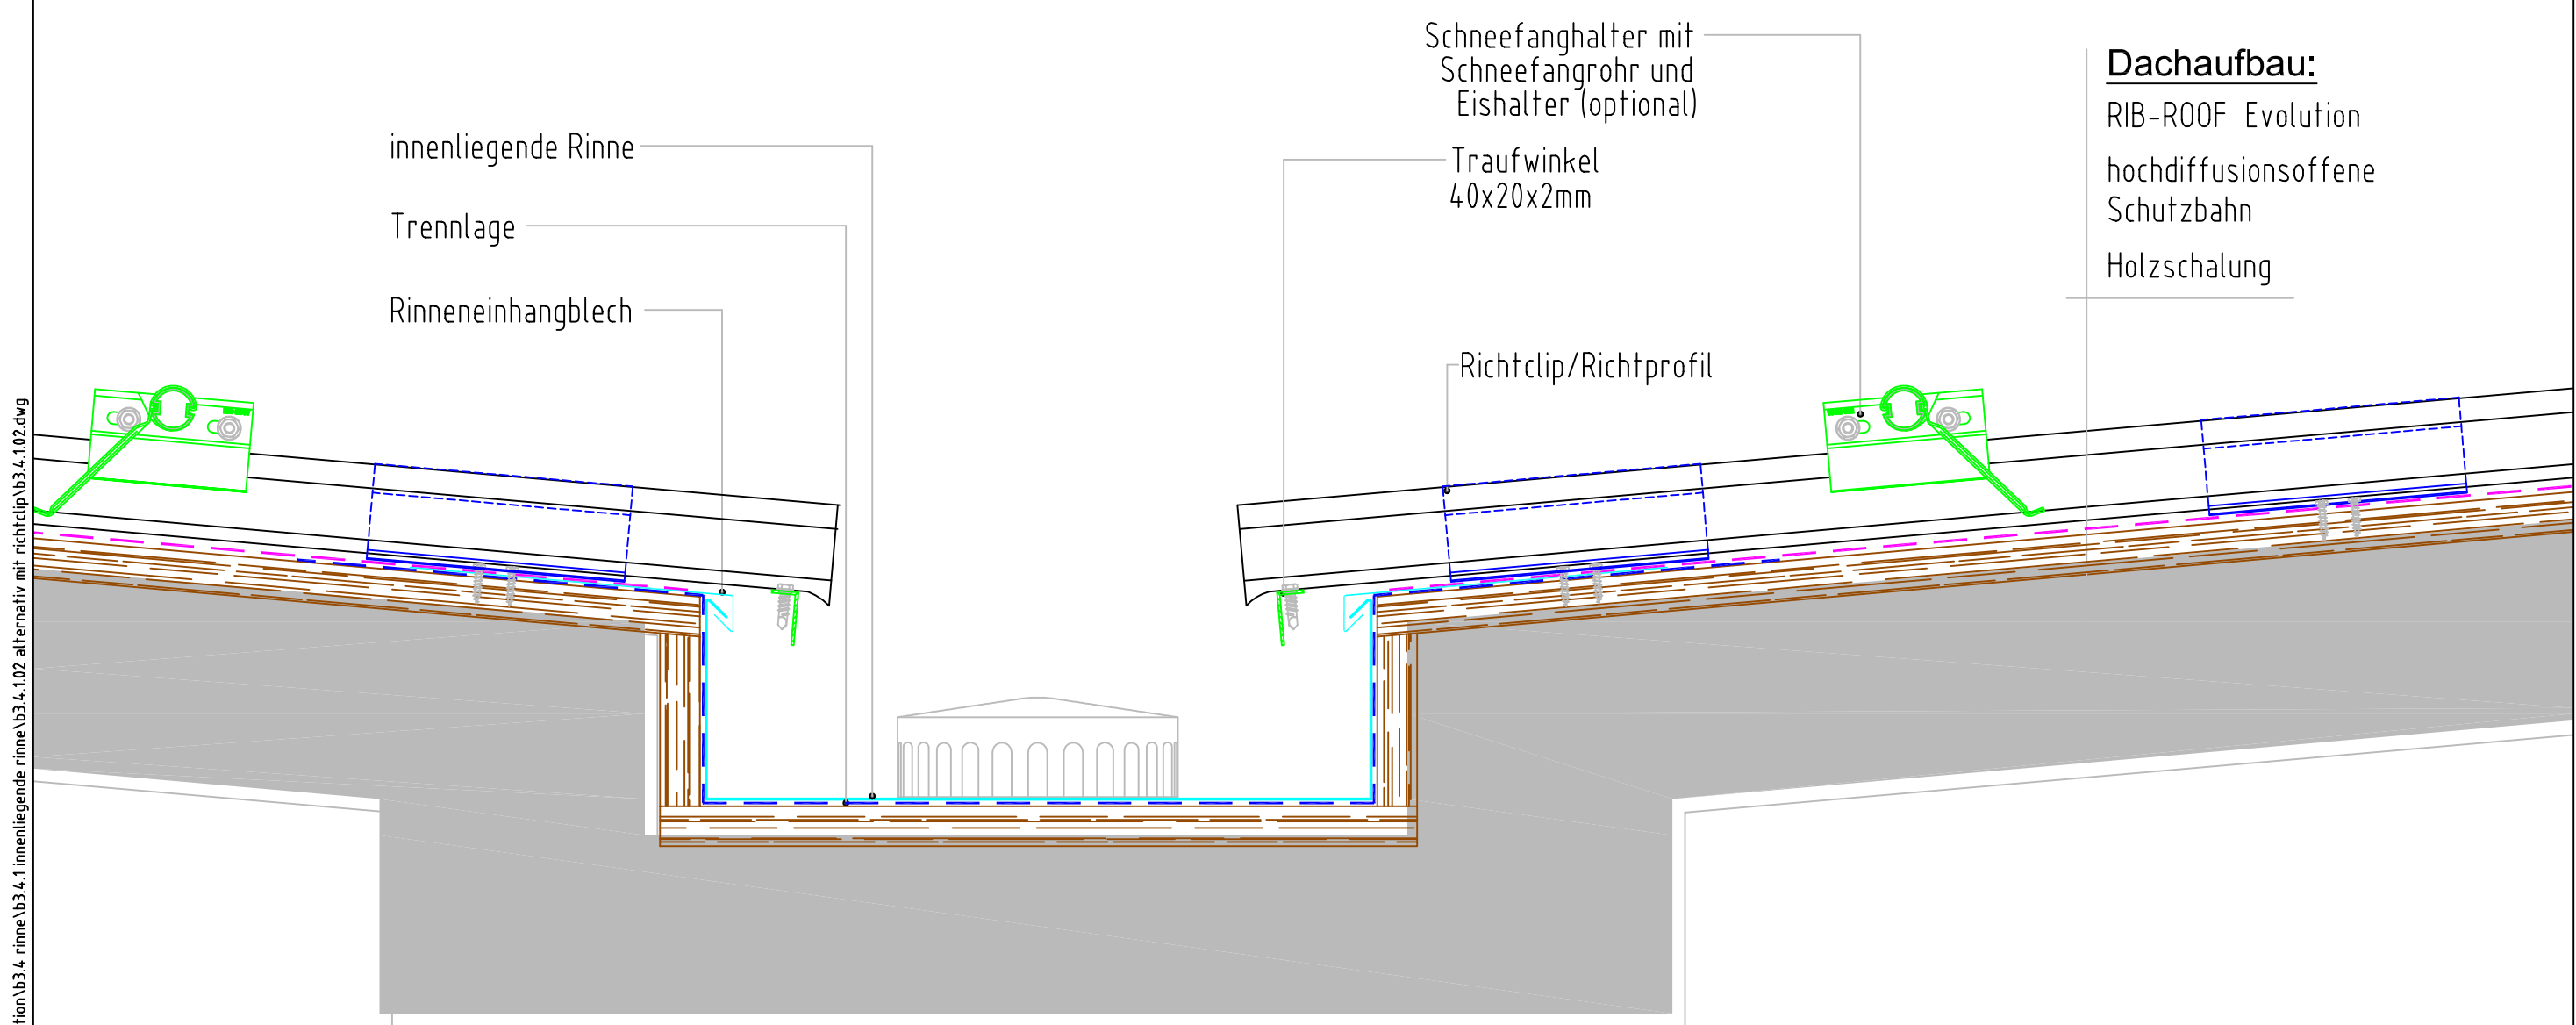 Schneefanghalter mit
Schneefangrohr und
Eishalter (optional)
Dachaufbau:
RIB-ROOF Evolution
hochdiffusionsoffene
Schutzbahn
Holzschalung
innenliegende Rinne
Trennlage
Rinneneinhangblech
Traufwinkel
40x20x2mm
Richtclip/Richtprofil
tion\b3.4 rinne\b3.4.1 innenliegende rinne\b3.4.1.02 alternativ mit richtclip\b3.4.1.02.dwg